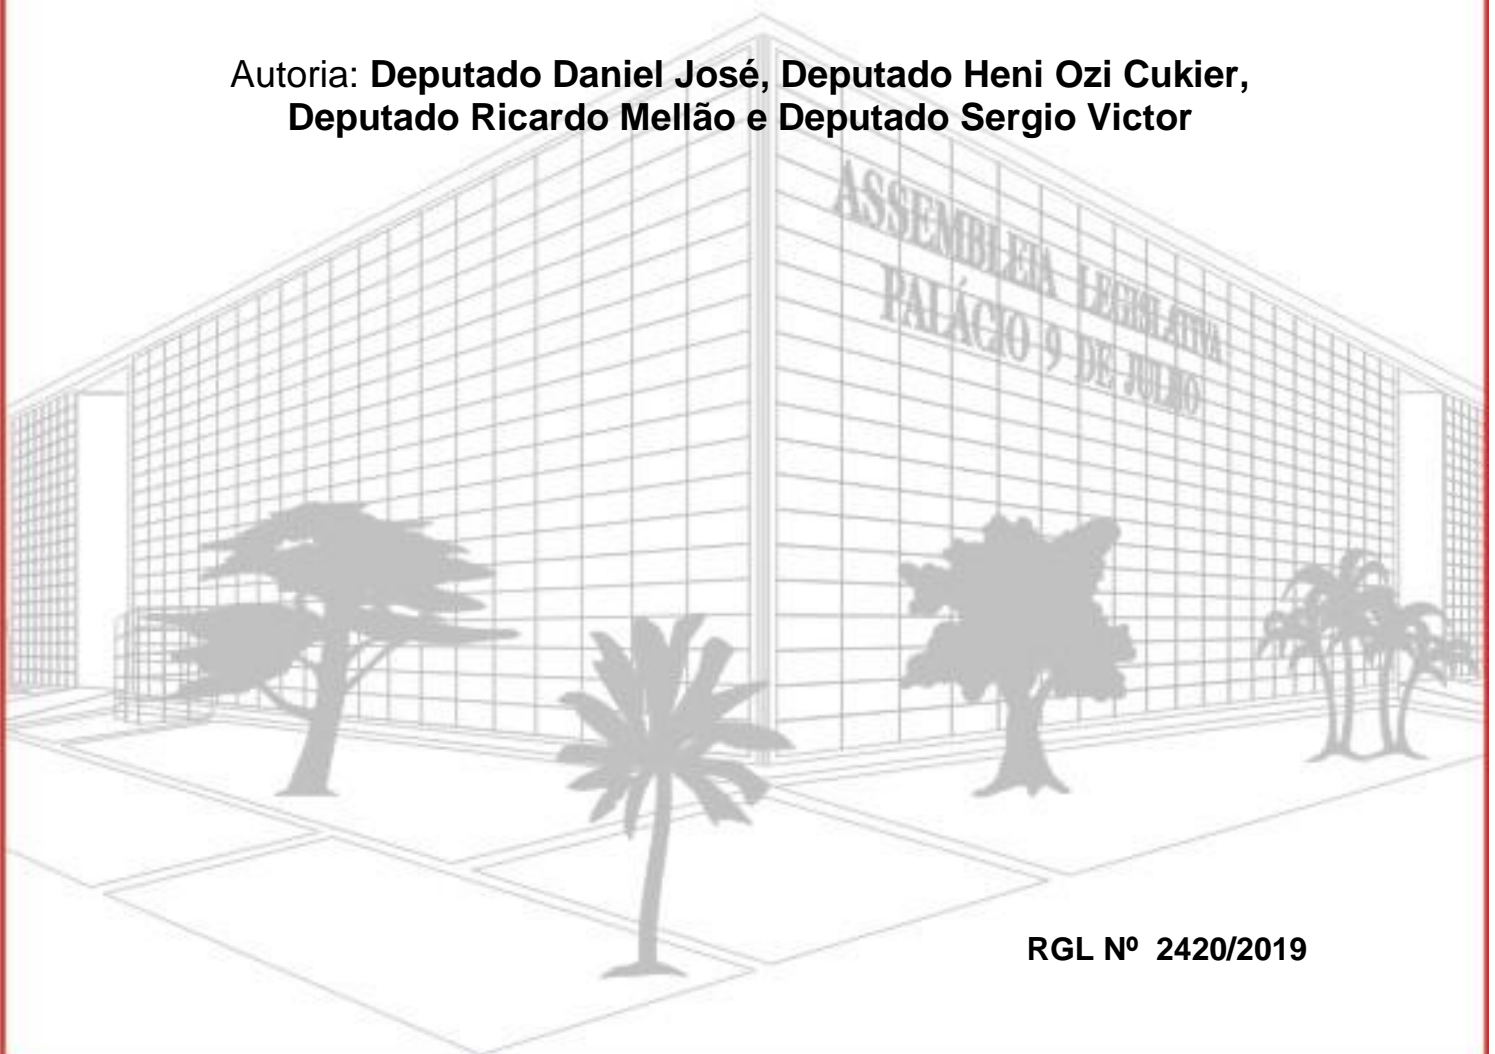 Autoria: Deputado Daniel José, Deputado Heni Ozi Cukier,
Deputado Ricardo Mellão e Deputado Sergio Victor
ASSEMBLEIA LEGISLATIVA
PALÁCIO 9 DE JULHO
RGL Nº 2420/2019